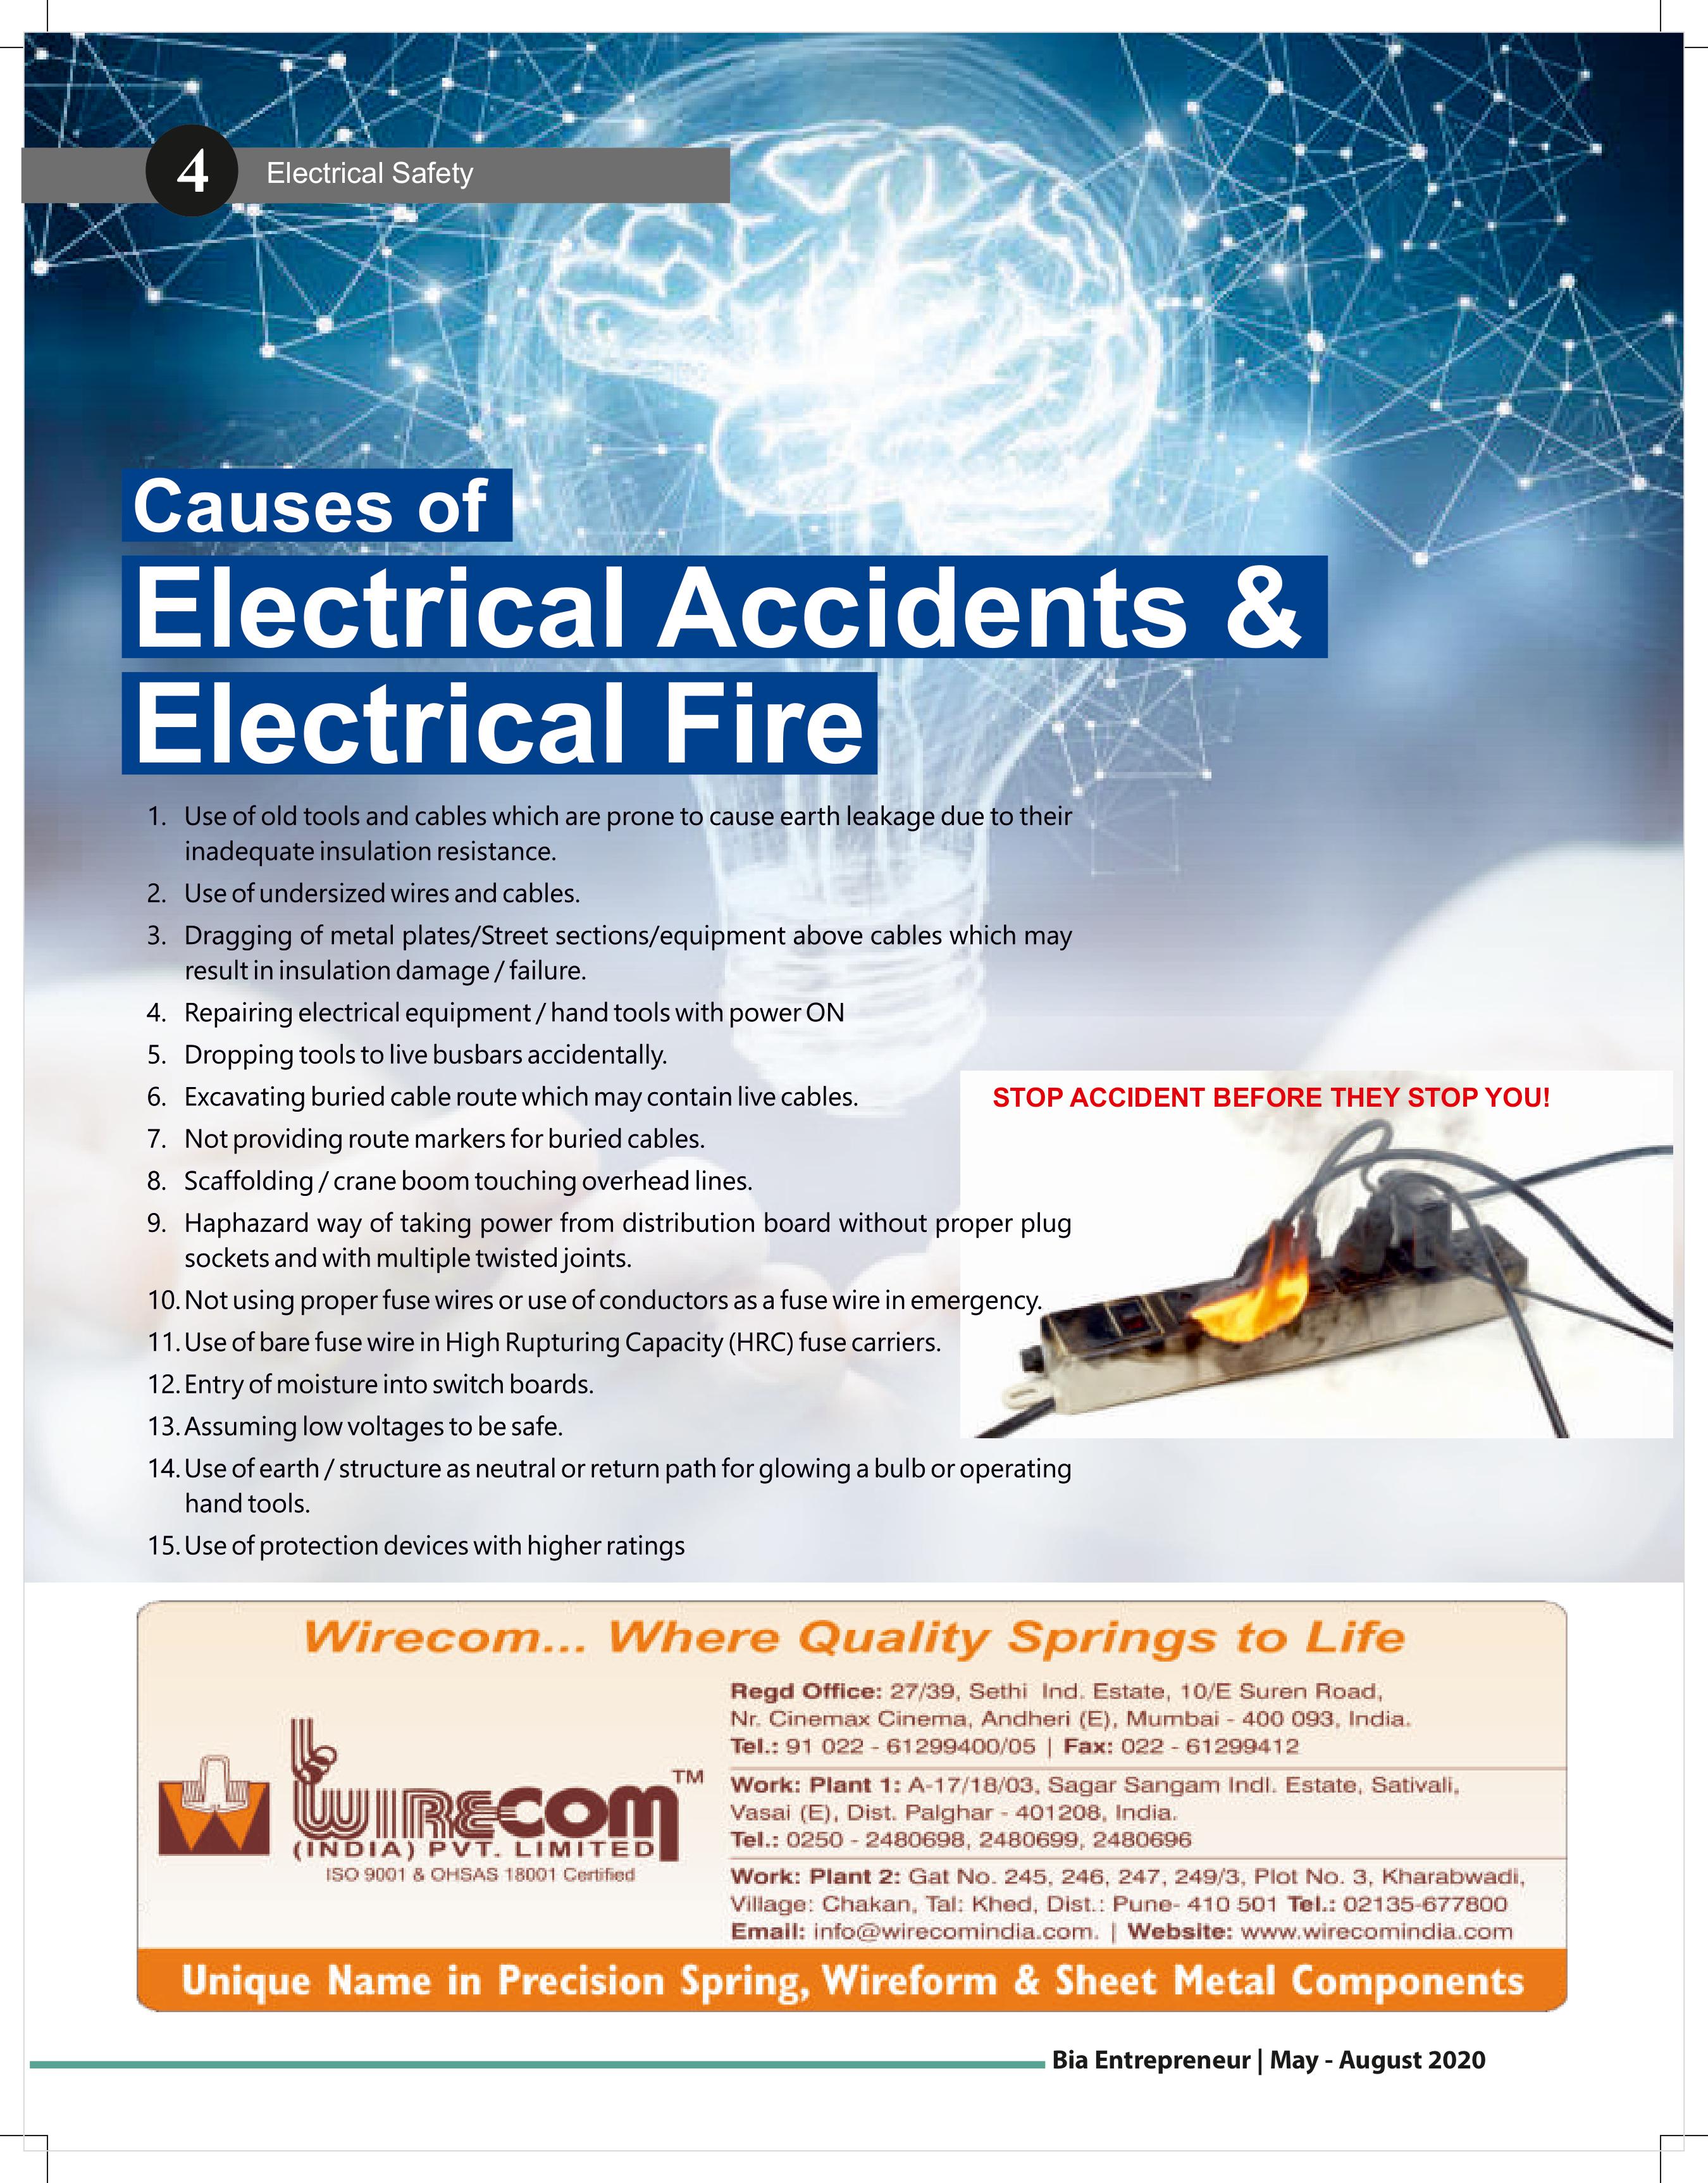 4
Electrical Safety
Causes of
Electrical Accidents &
Electrical Fire
1. Use of old tools and cables which are prone to cause earth leakage due to their
inadequate insulation resistance.
2. Use of undersized wires and cables.
3. Dragging of metal plates/Street sections/equipment above cables which may
result in insulation damage / failure.
4. Repairing electrical equipment / hand tools with power ON
5. Dropping tools to live busbars accidentally.
6. Excavating buried cable route which may contain live cables.
7. Not providing route markers for buried cables.
8. Scaffolding / crane boom touching overhead lines.
9. Haphazard way of taking power from distribution board without proper plug
sockets and with multiple twisted joints.
10. Not using proper fuse wires or use of conductors as a fuse wire in emergency.
11. Use of bare fuse wire in High Rupturing Capacity (HRC) fuse carriers.
12. Entry of moisture into switch boards.
13. Assuming low voltages to be safe.
14. Use of earth / structure as neutral or return path for glowing a bulb or operating
hand tools.
15. Use of protection devices with higher ratings
STOP ACCIDENT BEFORE THEY STOP YOU!
Wirecom... Where Quality Springs to Life
WIRECOM TM
(INDIA) PVT. LIMITED
ISO 9001 & OHSAS 18001 Certified
Regd Office: 27/39, Sethi Ind. Estate, 10/E Suren Road,
Nr. Cinemax Cinema, Andheri (E), Mumbai - 400 093, India.
Tel.: 91 022 - 61299400/05 | Fax: 022 - 61299412
Work: Plant 1: A-17/18/03, Sagar Sangam Indl. Estate, Sativali,
Vasai (E), Dist. Palghar - 401208, India.
Tel.: 0250 - 2480698, 2480699, 2480696
Work: Plant 2: Gat No. 245, 246, 247, 249/3, Plot No. 3, Kharabwadi,
Village: Chakan, Tal: Khed, Dist.: Pune- 410 501 Tel.: 02135-677800
Email: info@wirecomindia.com. | Website: www.wirecomindia.com
Unique Name in Precision Spring, Wireform & Sheet Metal Components
Bia Entrepreneur | May - August 2020